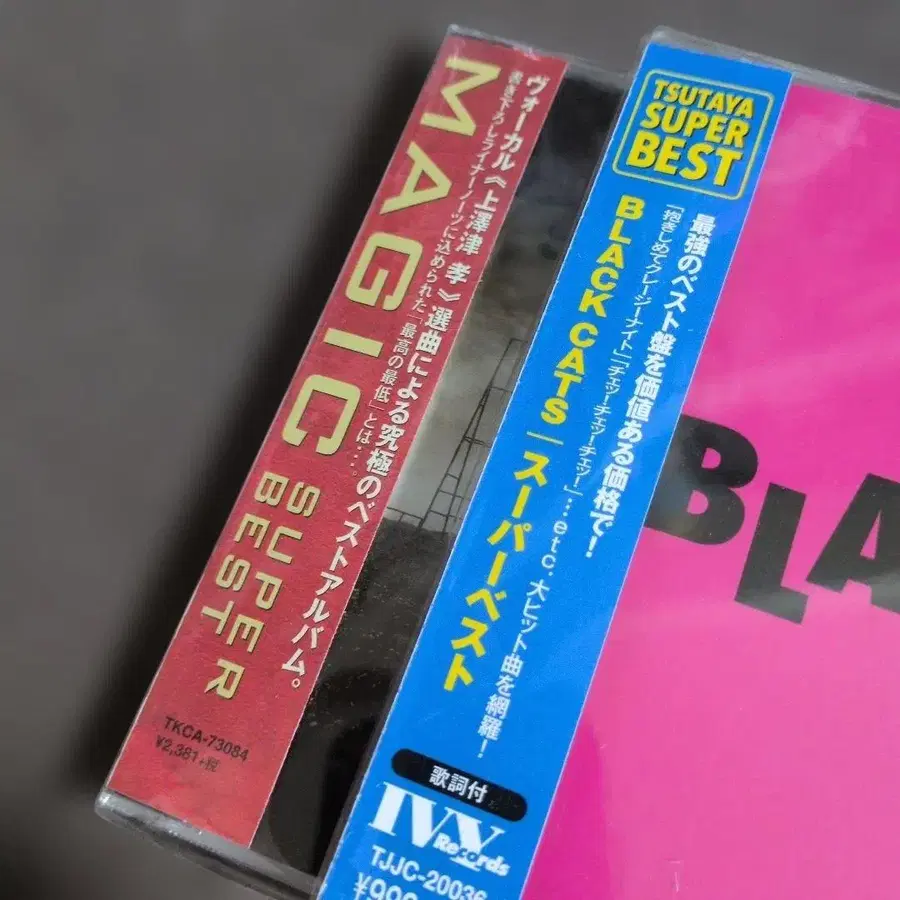 ヴォーカル《上澤津 孝》選曲による究極のベストアルバム。
書き下ろしライナーノーツに込められた「最高の最低」とは…。
MAGIC SUPER
BEST
TKCA-73084
¥2,381+税
TSUTAYA
SUPER
BEST
最強のベスト盤を価値ある価格で!
「抱きしめてクレージーナイト」「チェッ!チェッ!チェッ!」…etc.大ヒット曲を網羅!
BLACK CATS|スーパーベスト
歌詞付
IVY
Records
TJJC-20036
BLA